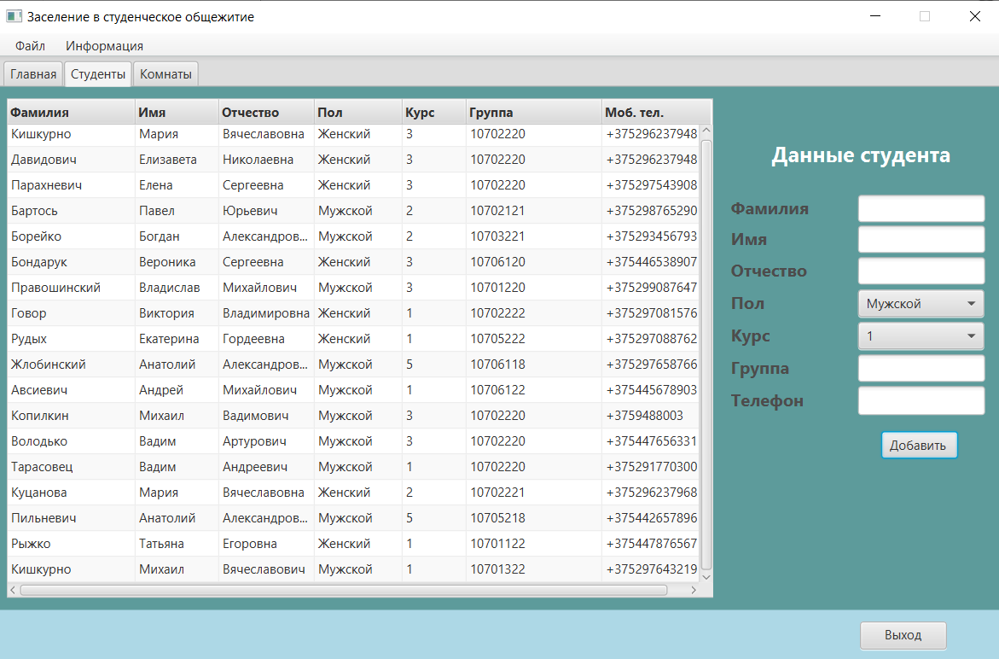 Заселение в студенческое общежитие
Файл Информация
Главная Студенты Комнаты
Фамилия Имя Отчество Пол Курс Группа Моб. тел.
Кишкурно Мария Вячеславовна Женский 3 10702220 +375296237948
Давидович Елизавета Николаевна Женский 3 10702220 +375296237948
Парахневич Елена Сергеевна Женский 3 10702220 +375297543908
Бартось Павел Юрьевич Мужской 2 10702121 +375298765290
Борейко Богдан Александров... Мужской 2 10703221 +375293456793
Бондарук Вероника Сергеевна Женский 3 10706120 +375446538907
Правошинский Владислав Михайлович Мужской 3 10701220 +375299087647
Говор Виктория Владимировна Женский 1 10702222 +375297081576
Рудых Екатерина Гордеевна Женский 1 10705222 +375297088762
Жлобинский Анатолий Александров... Мужской 5 10706118 +375297658766
Авсиевич Андрей Михайлович Мужской 1 10706122 +375445678903
Копилкин Михаил Вадимович Мужской 3 10702220 +3759488003
Володько Вадим Артурович Мужской 3 10702220 +375447656331
Тарасовец Вадим Андреевич Мужской 1 10702220 +375291770300
Куцанова Мария Вячеславовна Женский 2 10702221 +375296237968
Пильневич Анатолий Александров... Мужской 5 10705218 +375442657896
Рыжко Татьяна Егоровна Женский 1 10701122 +375447876567
Кишкурно Михаил Вячеславович Мужской 1 10701322 +375297643219
Данные студента
Фамилия
Имя
Отчество
Пол Мужской
Курс 1
Группа
Телефон
Добавить
Выход